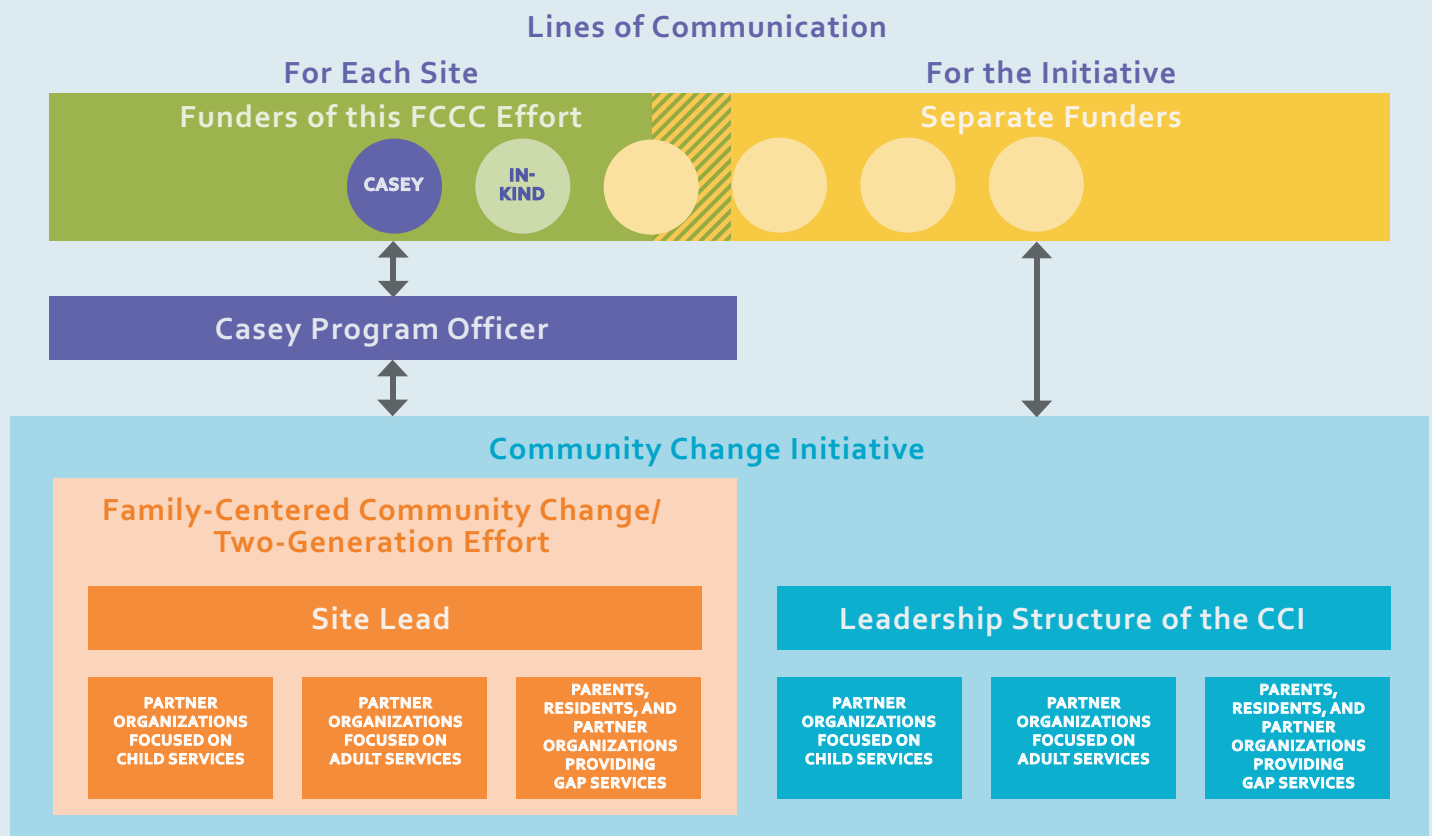 Lines of Communication
For Each Site
For the Initiative
Funders of this FCCC Effort
Separate Funders
CASEY
IN-
KIND
Casey Program Officer
Community Change Initiative
Family-Centered Community Change/
Two-Generation Effort
Site Lead
Leadership Structure of the CCI
PARTNER
ORGANIZATIONS
FOCUSED ON
CHILD SERVICES
PARTNER
ORGANIZATIONS
FOCUSED ON
ADULT SERVICES
PARENTS,
RESIDENTS, AND
PARTNER
ORGANIZATIONS
PROVIDING
GAP SERVICES
PARTNER
ORGANIZATIONS
FOCUSED ON
CHILD SERVICES
PARTNER
ORGANIZATIONS
FOCUSED ON
ADULT SERVICES
PARENTS,
RESIDENTS, AND
PARTNER
ORGANIZATIONS
PROVIDING
GAP SERVICES